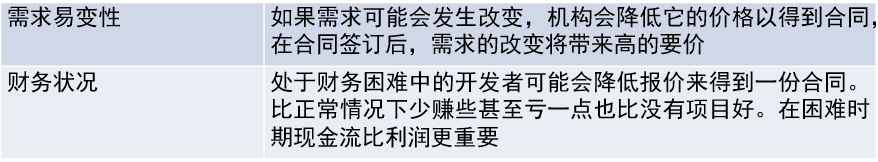 需求易变性
如果需求可能会发生改变，机构会降低它的价格以得到合同，
在合同签订后，需求的改变将带来高的要价
财务状况
处于财务困难中的开发者可能会降低报价来得到一份合同。
比正常情况下少赚些甚至亏一点也比没有项目好。在困难时
期现金流比利润更重要